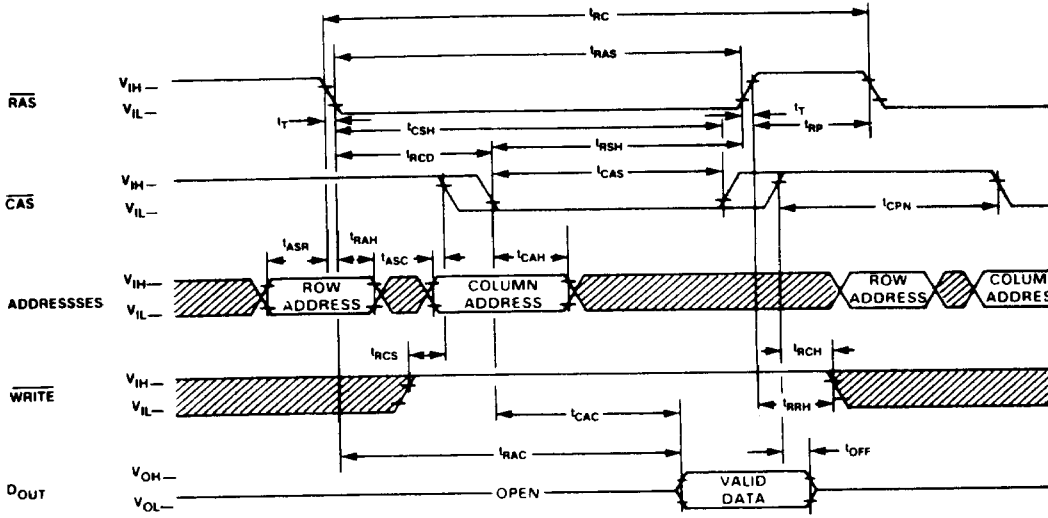 tRC
tRAS
RAS
VIH
VIL
tT
tCSH
tT
tRP
tRCD
tRSH
CAS
VIH
VIL
tCAS
tCPN
tASR
tRAH
tASC
tCAH
ADDRESSSES
VIH
VIL
ROW
ADDRESS
COLUMN
ADDRESS
ROW
ADDRESS
COLUM
ADDRES
tRCS
tRCH
WRITE
VIH
VIL
tCAC
tRRH
tRAC
tOFF
DOUT
VOH
VOL
OPEN
VALID
DATA